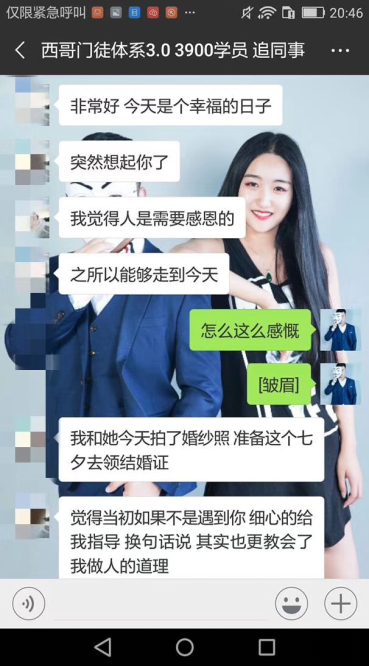 仅限紧急呼叫
20:46
西哥门徒体系3.0 3900学员 追同事
非常好 今天是个幸福的日子
突然想起你了
我觉得人是需要感恩的
之所以能够走到今天
怎么这么感慨
[皱眉]
我和她今天拍了婚纱照 准备这个七
夕去领结婚证
觉得当初如果不是遇到你 细心的给
我指导 换句话说 其实也更教会了
我做人的道理